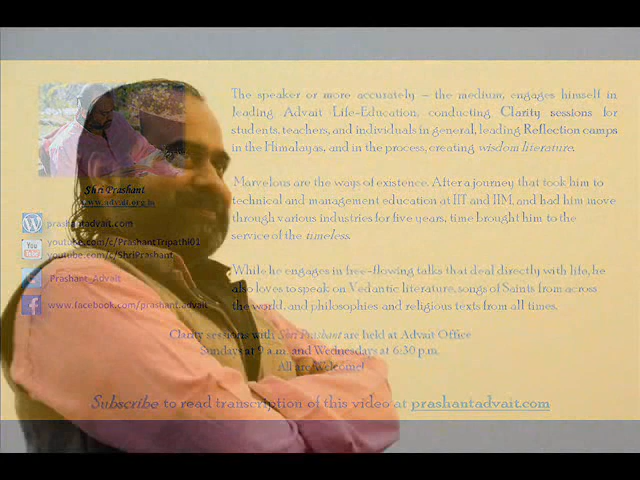 The speaker or more accurately – the medium, engages himself in
leading Advait Life-Education, conducting Clarity sessions for
students, teachers, and individuals in general, leading Reflection camps
in the Himalayas, and in the process, creating wisdom literature.
Marvelous are the ways of existence. After a journey that took him to
technical and management education at IIT and IIM, and had him move
through various industries for five years, time brought him to the
service of the timeless.
While he engages in free-flowing talks that deal directly with life, he
also loves to speak on Vedantic literature, songs of Saints from across
the world, and philosophies and religious texts from all times.
Shri Prashant
www.advait.org.in
prashantadvait.com
You
youtube.com/c/PrashantTripathi01
youtube.com/c/ShriPrashant
Prashant-Advait
www.facebook.com/prashant.advait
Clarity sessions with Shri Prashant are held at Advait Office
Sundays at 9 a.m. and Wednesdays at 6:30 p.m.
All are Welcome!
Subscribe to read transcription of this video at prashantadvait.com